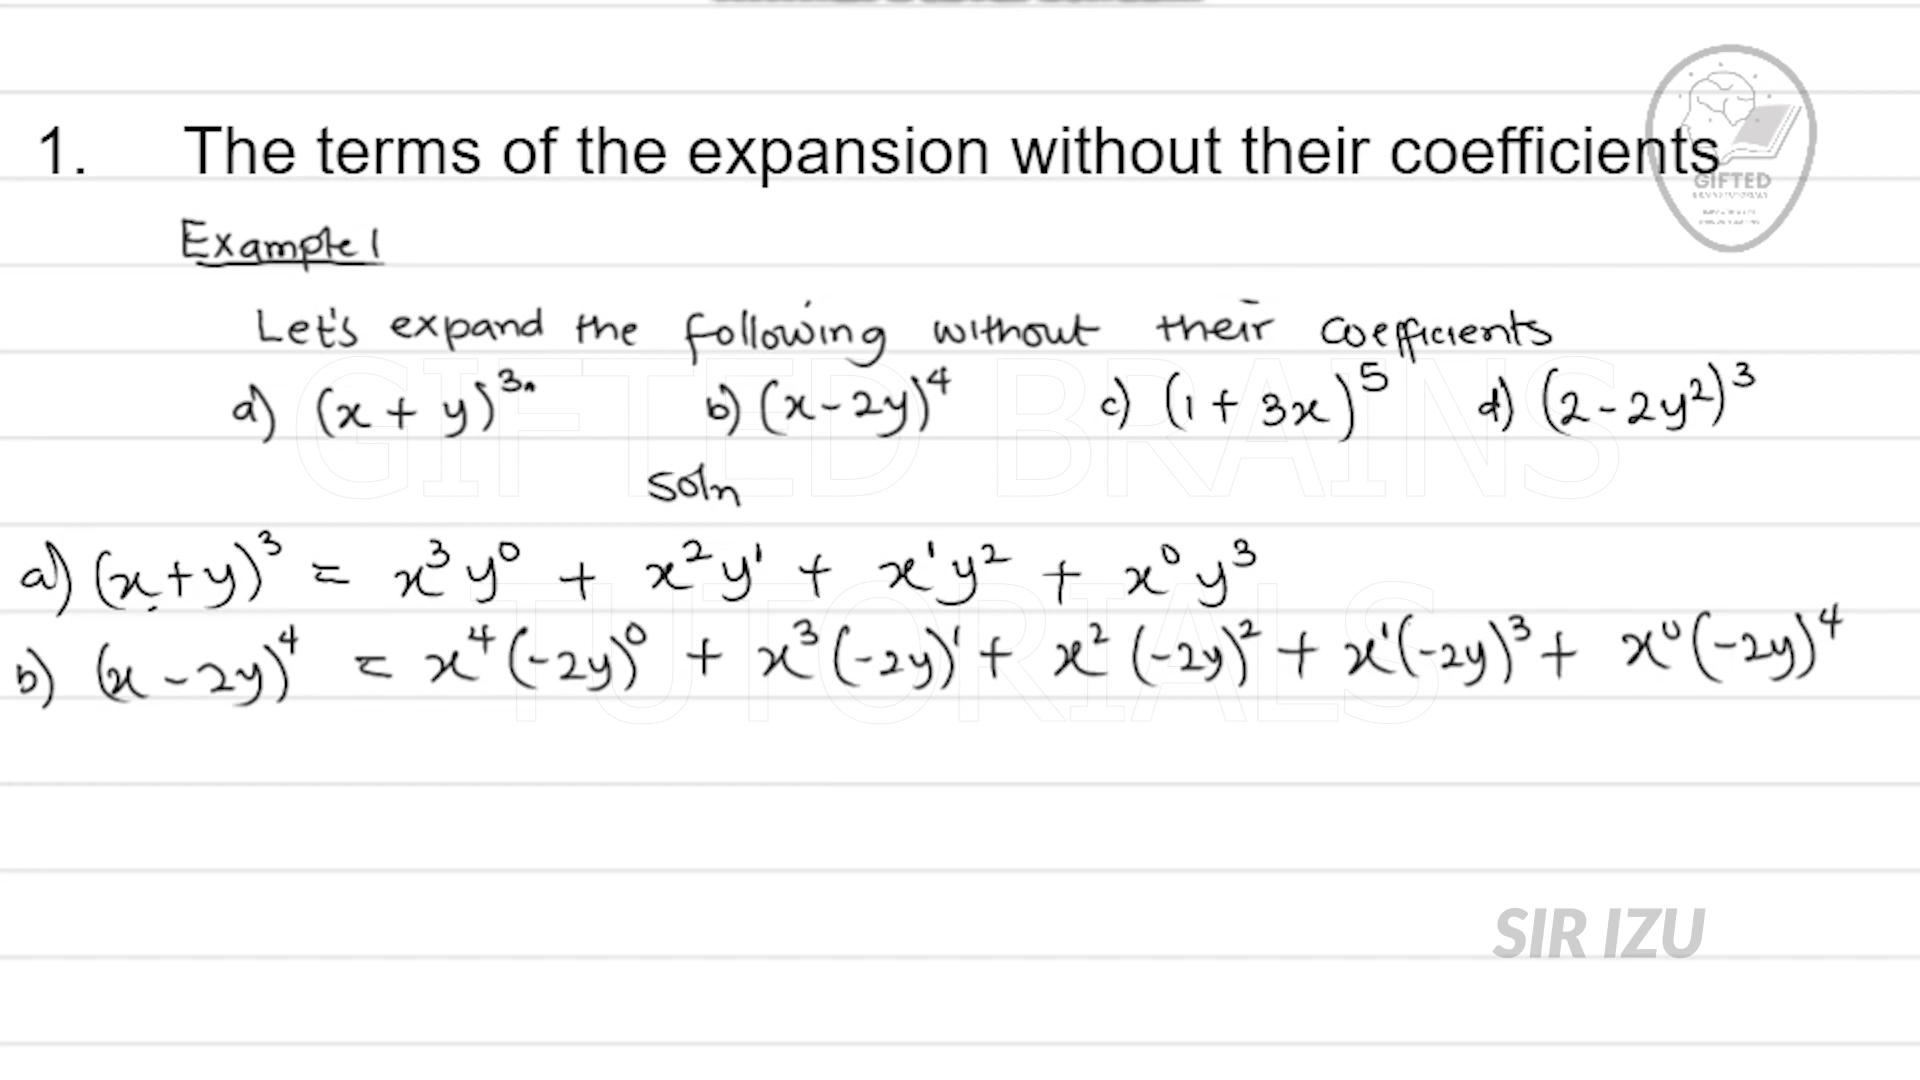 1. The terms of the expansion without their coefficients
GIFTED
Example 1
Let's expand the following without their coefficients
a) (x + y)³ b) (x - 2y)⁴ c) (1 + 3x)⁵ d) (2 - 2y²)³
GIFTED BRAINS
Soln
a) (x + y)³ = x³y⁰ + x²y¹ + x¹y² + x⁰y³
TUTORIALS
b) (x - 2y)⁴ = x⁴(-2y)⁰ + x³(-2y)¹ + x²(-2y)² + x¹(-2y)³ + x⁰(-2y)⁴
SIR IZU